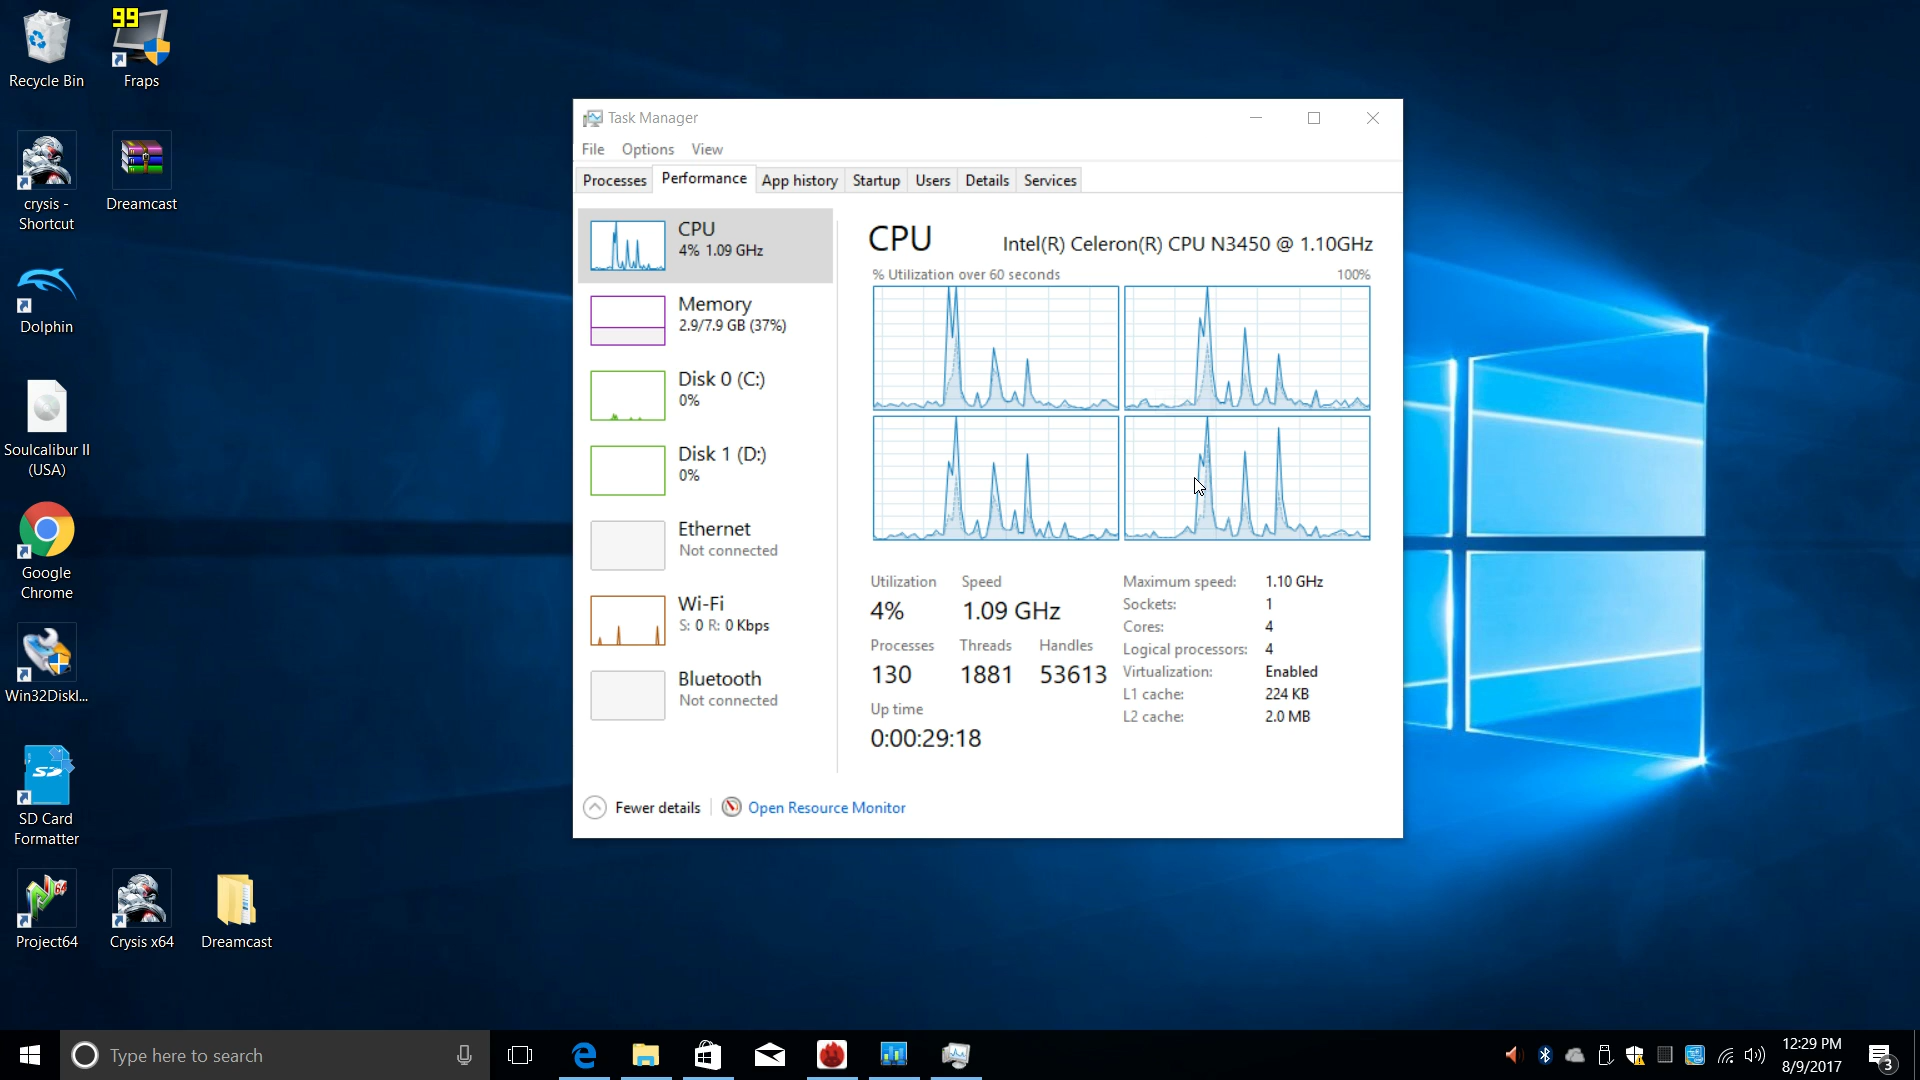 99
Recycle Bin
Fraps
crysis -
Shortcut
Dreamcast
Dolphin
Soulcalibur II
(USA)
Google
Chrome
Win32DiskI...
SD
SD Card
Formatter
64
Project64
Crysis x64
Dreamcast
Task Manager
File Options View
Processes Performance App history Startup Users Details Services
CPU
4% 1.09 GHz
Memory
2.9/7.9 GB (37%)
Disk 0 (C:)
0%
Disk 1 (D:)
0%
Ethernet
Not connected
Wi-Fi
S: 0 R: 0 Kbps
Bluetooth
Not connected
CPU Intel(R) Celeron(R) CPU N3450 @ 1.10GHz
% Utilization over 60 seconds 100%
Utilization Speed
4% 1.09 GHz
Processes Threads Handles
130 1881 53613
Up time
0:00:29:18
Maximum speed: 1.10 GHz
Sockets: 1
Cores: 4
Logical processors: 4
Virtualization: Enabled
L1 cache: 224 KB
L2 cache: 2.0 MB
Fewer details Open Resource Monitor
Type here to search
12:29 PM
8/9/2017
3